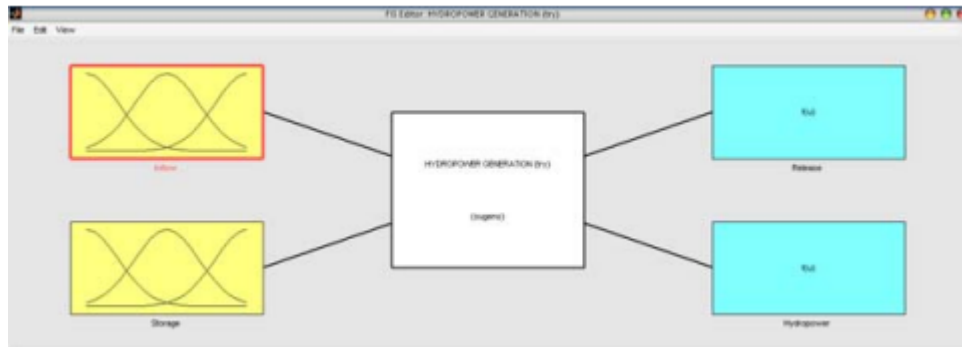 FIS Editor: HYDROPOWER GENERATION (try)
File Edit View
Inflow
Storage
HYDROPOWER GENERATION (try)
(sugeno)
f(u)
Release
f(u)
Hydropower